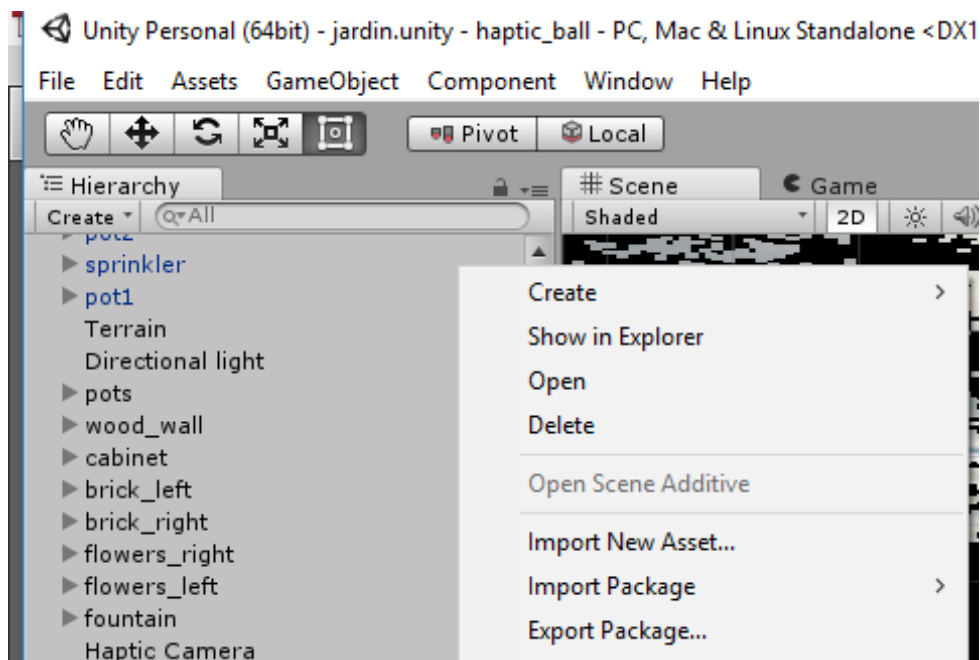 Unity Personal (64bit) - jardin.unity - haptic_ball - PC, Mac & Linux Standalone <DX1
File Edit Assets GameObject Component Window Help
Pivot Local
Hierarchy
Create All
pot2
sprinkler
pot1
Terrain
Directional light
pots
wood_wall
cabinet
brick_left
brick_right
flowers_right
flowers_left
fountain
Haptic Camera
Scene Game
Shaded 2D
Create
Show in Explorer
Open
Delete
Open Scene Additive
Import New Asset...
Import Package
Export Package...